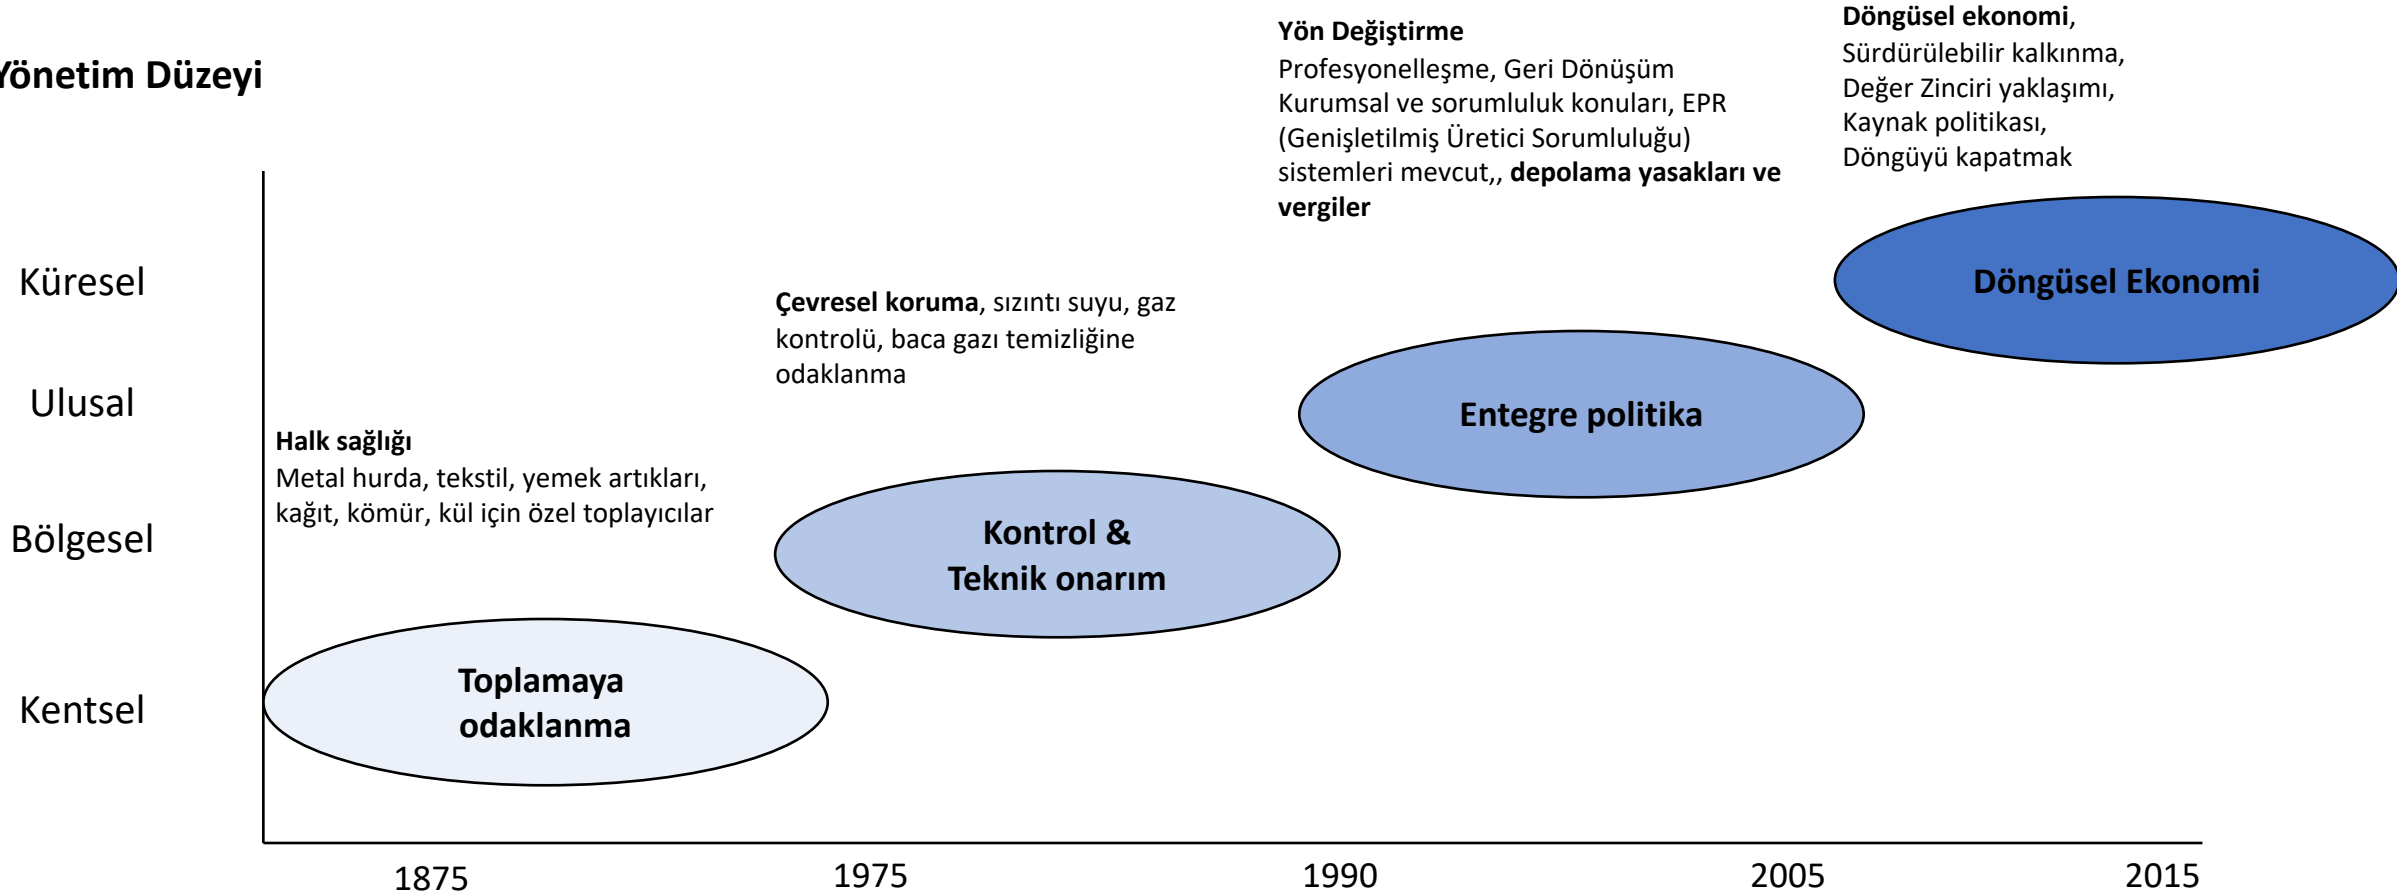 Yönetim Düzeyi
Küresel
Ulusal
Bölgesel
Kentsel
Halk sağlığı
Metal hurda, tekstil, yemek artıkları,
kağıt, kömür, kül için özel toplayıcılar
Toplamaya
odaklanma
Çevresel koruma, sızıntı suyu, gaz
kontrolü, baca gazı temizliğine
odaklanma
Kontrol &
Teknik onarım
Yön Değiştirme
Profesyonelleşme, Geri Dönüşüm
Kurumsal ve sorumluluk konuları, EPR
(Genişletilmiş Üretici Sorumluluğu)
sistemleri mevcut,, depolama yasakları ve
vergiler
Entegre politika
Döngüsel ekonomi,
Sürdürülebilir kalkınma,
Değer Zinciri yaklaşımı,
Kaynak politikası,
Döngüyü kapatmak
Döngüsel Ekonomi
1875
1975
1990
2005
2015